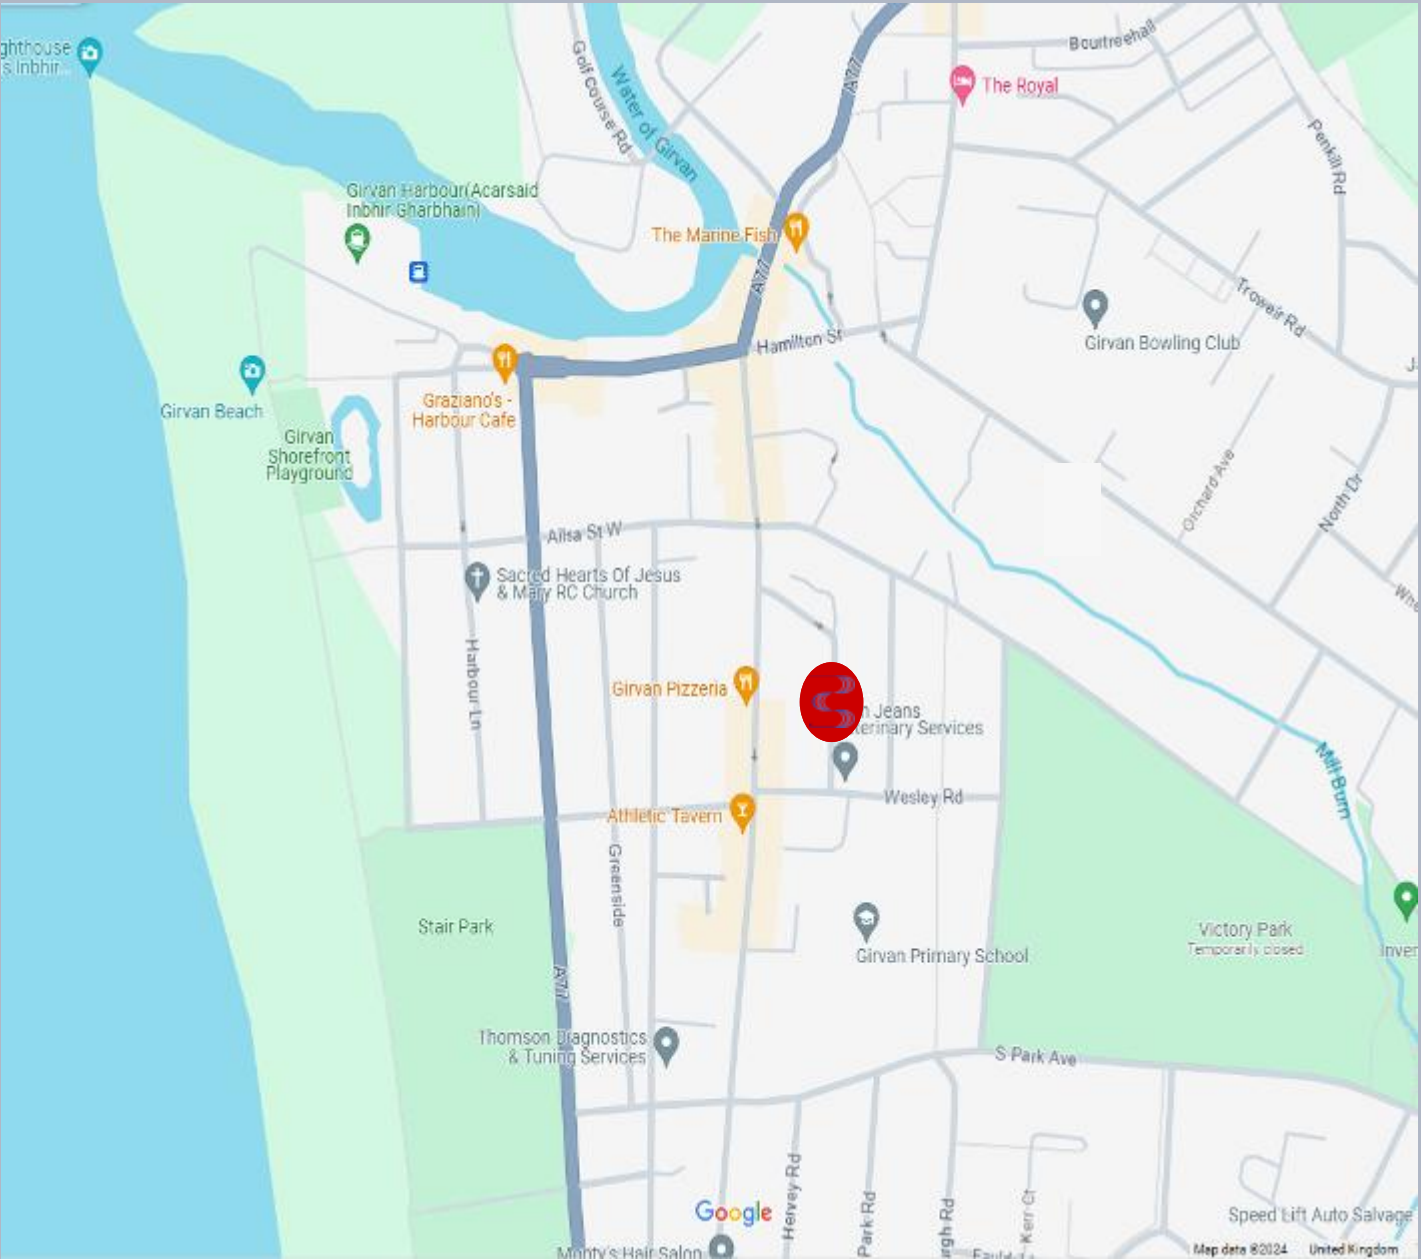 Bourtreehall
ghthouse
s Inbhir...
Golf Course Rd
Water of Girvan
A77
The Royal
Penkill Rd
Girvan Harbour(Acarsaid
Inbhir Gharbhain)
The Marine Fish
A77
Troweir Rd
Hamilton St
Girvan Bowling Club
J
Girvan Beach
Graziano's -
Harbour Cafe
Girvan
Shorefront
Playground
Orchard Ave
North Dr
Ailsa St W
Sacred Hearts Of Jesus
& Mary RC Church
Whe
Harbour Ln
Girvan Pizzeria
n Jeans
terinary Services
Mill Burn
Wesley Rd
Athletic Tavern
Greenside
Stair Park
Victory Park
Temporarily closed
Inver
Girvan Primary School
A77
Thomson Diagnostics
& Tuning Services
S Park Ave
Hervey Rd
Park Rd
rgh Rd
Kerr Ct
Google
Speed Lift Auto Salvage
Monty's Hair Salon
Map data ©2024 United Kingdom